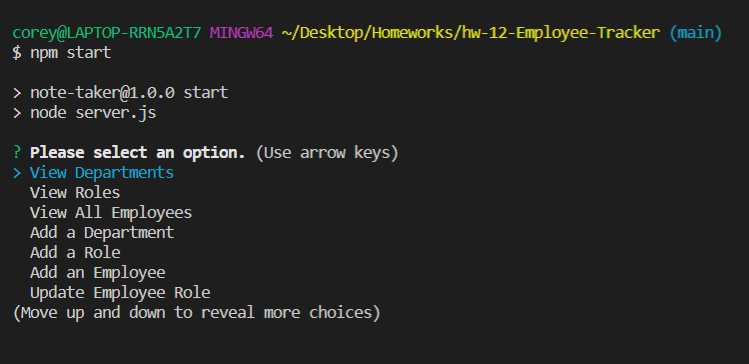 corey@LAPTOP-RRN5A2T7 MINGW64 ~/Desktop/Homeworks/hw-12-Employee-Tracker (main)
$ npm start
> note-taker@1.0.0 start
> node server.js
? Please select an option. (Use arrow keys)
> View Departments
View Roles
View All Employees
Add a Department
Add a Role
Add an Employee
Update Employee Role
(Move up and down to reveal more choices)